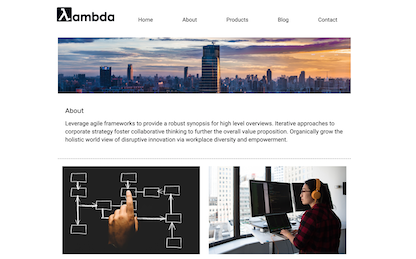 λambda
Home About Products Blog Contact
About
Leverage agile frameworks to provide a robust synopsis for high level overviews. Iterative approaches to
corporate strategy foster collaborative thinking to further the overall value proposition. Organically grow the
holistic world view of disruptive innovation via workplace diversity and empowerment.